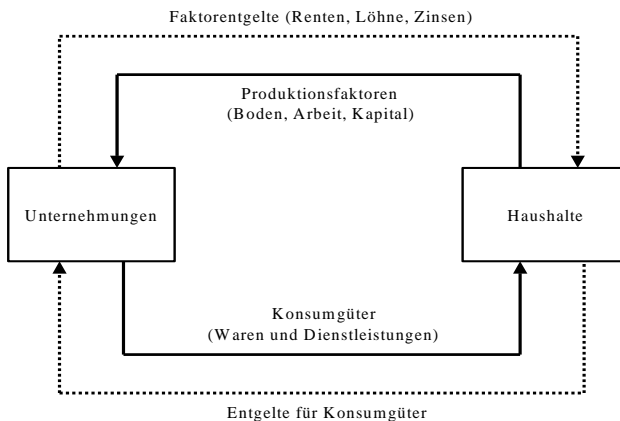 Faktorentgelte (Renten, Löhne, Zinsen)
Produktionsfaktoren
(Boden, Arbeit, Kapital)
Unternehmungen
Haushalte
Konsumgüter
(Waren und Dienstleistungen)
Entgelte für Konsumgüter